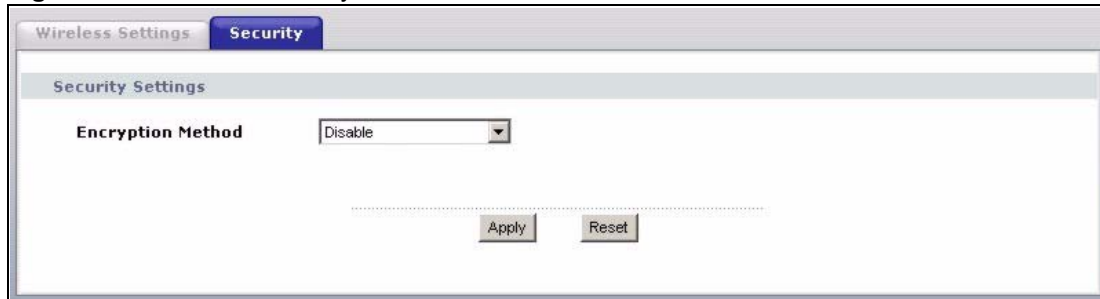 Wireless Settings Security
Security Settings
Encryption Method Disable
Apply Reset